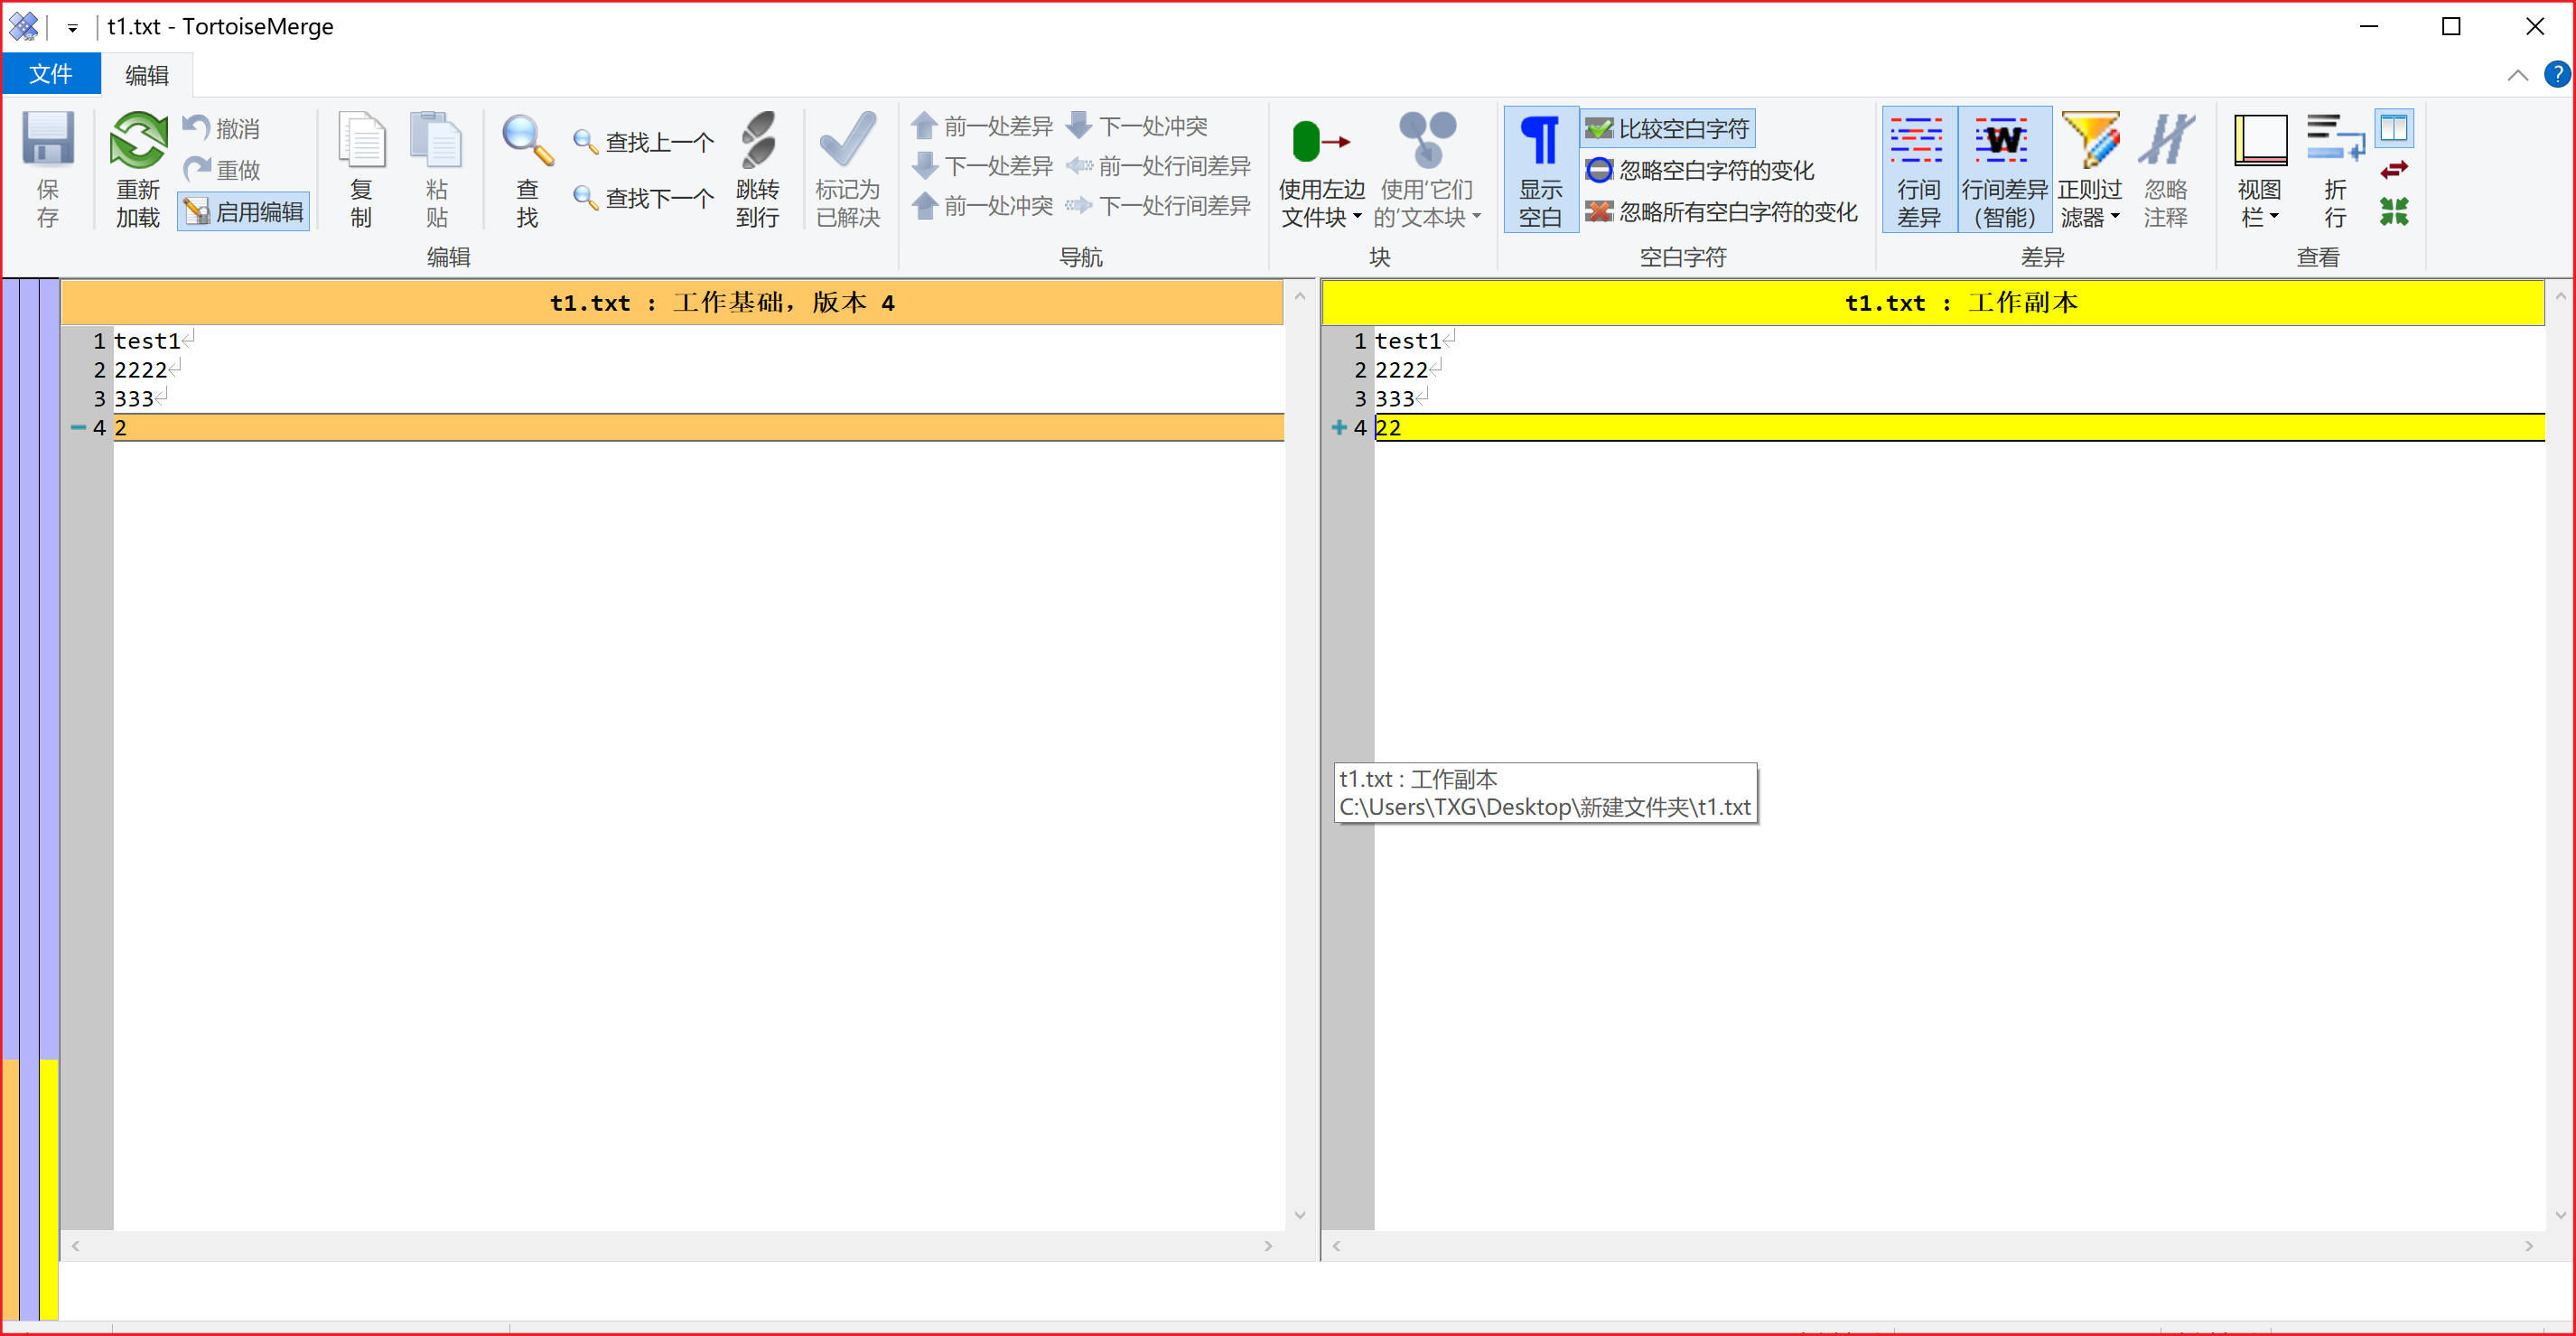 t1.txt - TortoiseMerge
文件
编辑
保存
重新加载
撤消
重做
启用编辑
复制
粘贴
查找
查找上一个
查找下一个
跳转到行
标记为已解决
编辑
前一处差异
下一处差异
前一处冲突
下一处冲突
前一处行间差异
下一处行间差异
导航
使用左边文件块
使用'它们的'文本块
块
显示空白
比较空白字符
忽略空白字符的变化
忽略所有空白字符的变化
空白字符
行间差异
行间差异(智能)
正则过滤器
忽略注释
差异
视图栏
折行
查看
t1.txt : 工作基础，版本 4
1 test1
2 2222
3 333
4 2
t1.txt : 工作副本
1 test1
2 2222
3 333
4 22
t1.txt : 工作副本
C:\Users\TXG\Desktop\新建文件夹\t1.txt